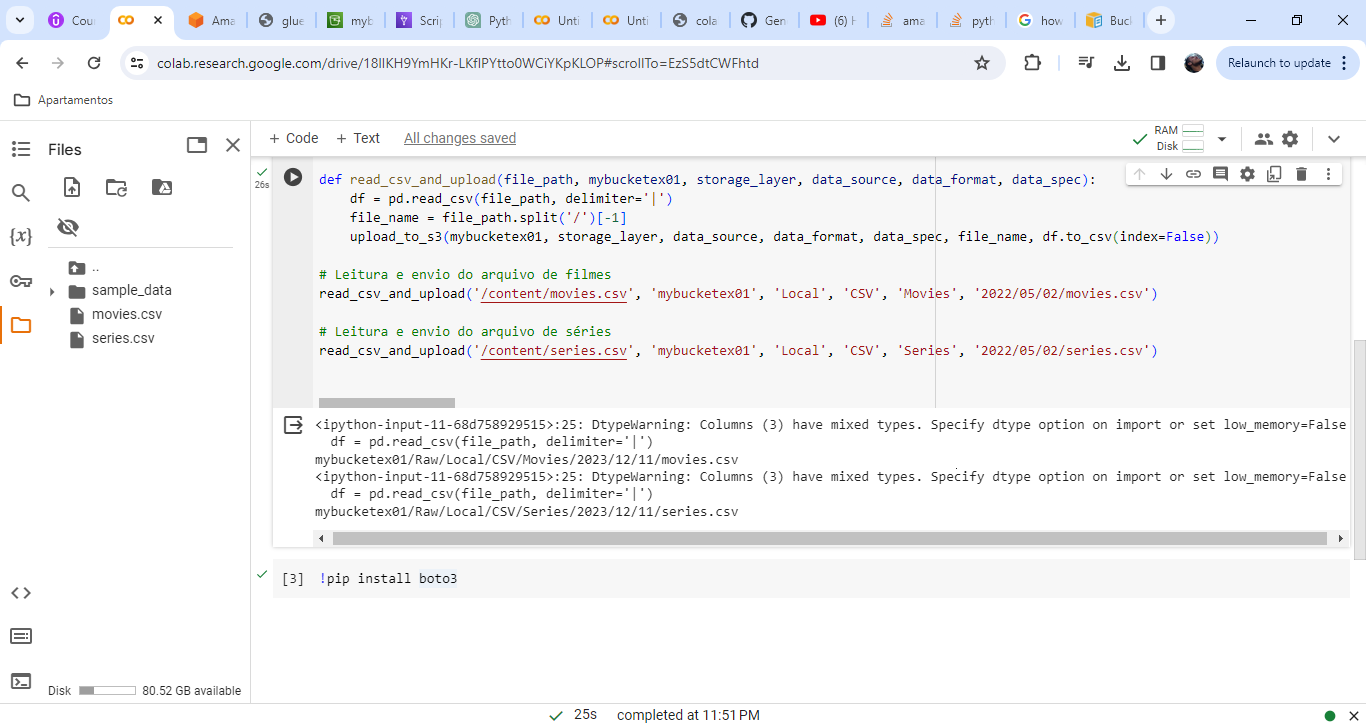 Cou
Ama
glue
myb
Scrip
Pyth
Unti
Unti
cola
Gen
(6) H
ama
pyth
how
Buck
colab.research.google.com/drive/18lIKH9YmHKr-LKfIPYtto0WCiYKpKLOP#scrollTo=EzS5dtCWFhtd
Relaunch to update
Apartamentos
Files
+ Code + Text All changes saved
RAM
Disk
26s
def read_csv_and_upload(file_path, mybucketex01, storage_layer, data_source, data_format, data_spec):
df = pd.read_csv(file_path, delimiter='|')
file_name = file_path.split('/')[-1]
upload_to_s3(mybucketex01, storage_layer, data_source, data_format, data_spec, file_name, df.to_csv(index=False))
# Leitura e envio do arquivo de filmes
read_csv_and_upload('/content/movies.csv', 'mybucketex01', 'Local', 'CSV', 'Movies', '2022/05/02/movies.csv')
# Leitura e envio do arquivo de séries
read_csv_and_upload('/content/series.csv', 'mybucketex01', 'Local', 'CSV', 'Series', '2022/05/02/series.csv')
..
sample_data
movies.csv
series.csv
{x}
<ipython-input-11-68d758929515>:25: DtypeWarning: Columns (3) have mixed types. Specify dtype option on import or set low_memory=False
df = pd.read_csv(file_path, delimiter='|')
mybucketex01/Raw/Local/CSV/Movies/2023/12/11/movies.csv
<ipython-input-11-68d758929515>:25: DtypeWarning: Columns (3) have mixed types. Specify dtype option on import or set low_memory=False
df = pd.read_csv(file_path, delimiter='|')
mybucketex01/Raw/Local/CSV/Series/2023/12/11/series.csv
[3] !pip install boto3
Disk 80.52 GB available
25s completed at 11:51 PM